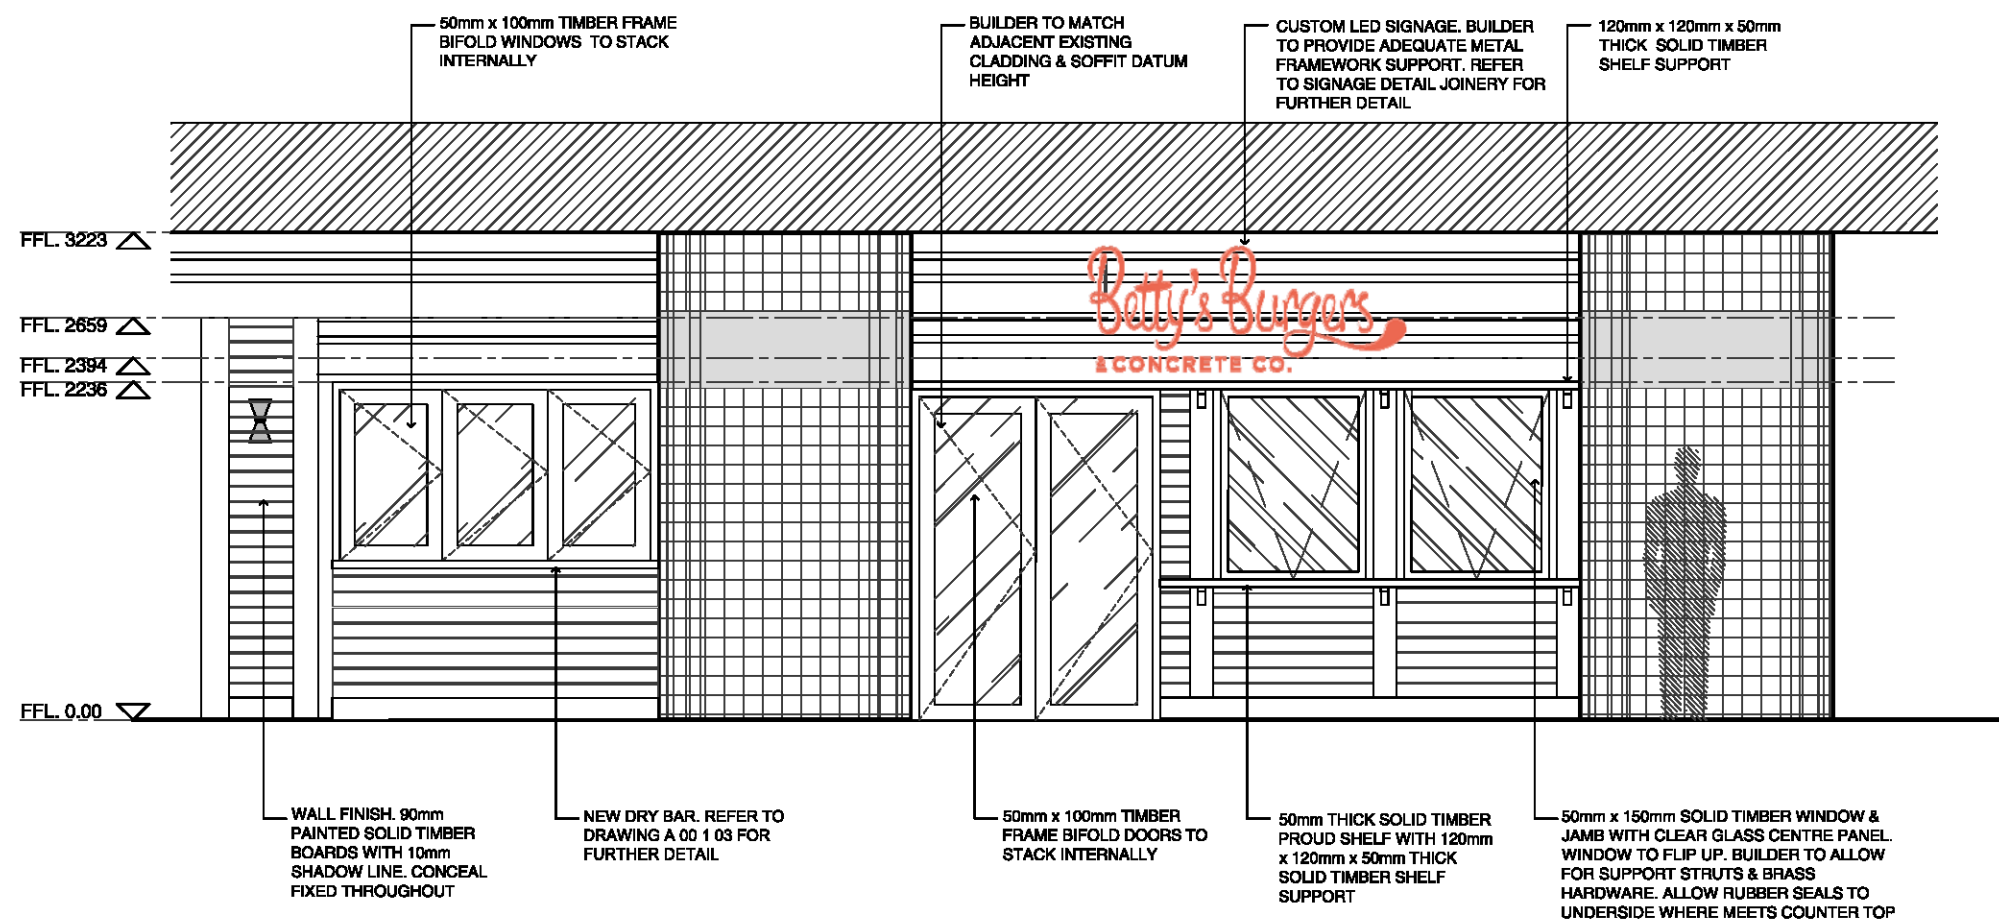 50mm x 100mm TIMBER FRAME
BIFOLD WINDOWS TO STACK
INTERNALLY
BUILDER TO MATCH
ADJACENT EXISTING
CLADDING & SOFFIT DATUM
HEIGHT
CUSTOM LED SIGNAGE. BUILDER
TO PROVIDE ADEQUATE METAL
FRAMEWORK SUPPORT. REFER
TO SIGNAGE DETAIL JOINERY FOR
FURTHER DETAIL
120mm x 120mm x 50mm
THICK SOLID TIMBER
SHELF SUPPORT
FFL. 3223
FFL. 2659
FFL. 2394
FFL. 2236
FFL. 0.00
Betty's Burgers
& CONCRETE CO.
WALL FINISH. 90mm
PAINTED SOLID TIMBER
BOARDS WITH 10mm
SHADOW LINE. CONCEAL
FIXED THROUGHOUT
NEW DRY BAR. REFER TO
DRAWING A 00 1 03 FOR
FURTHER DETAIL
50mm x 100mm TIMBER
FRAME BIFOLD DOORS TO
STACK INTERNALLY
50mm THICK SOLID TIMBER
PROUD SHELF WITH 120mm
x 120mm x 50mm THICK
SOLID TIMBER SHELF
SUPPORT
50mm x 150mm SOLID TIMBER WINDOW &
JAMB WITH CLEAR GLASS CENTRE PANEL.
WINDOW TO FLIP UP. BUILDER TO ALLOW
FOR SUPPORT STRUTS & BRASS
HARDWARE. ALLOW RUBBER SEALS TO
UNDERSIDE WHERE MEETS COUNTER TOP